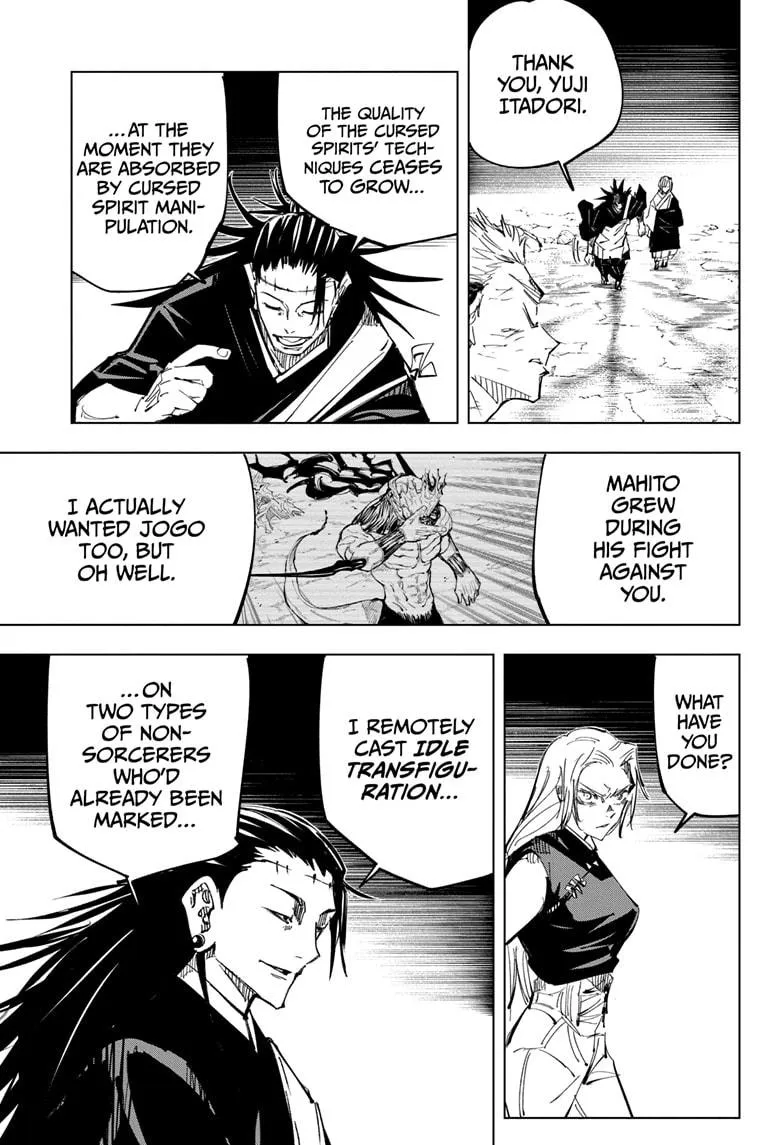 THANK
YOU, YUJI
ITADORI.
THE QUALITY
OF THE CURSED
SPIRITS' TECH-
NIQUES CEASES
TO GROW...
...AT THE
MOMENT THEY
ARE ABSORBED
BY CURSED
SPIRIT MANI-
PULATION.
MAHITO
GREW
DURING
HIS FIGHT
AGAINST
YOU.
I ACTUALLY
WANTED JOGO
TOO, BUT
OH WELL.
WHAT
HAVE
YOU
DONE?
I REMOTELY
CAST IDLE
TRANSFIGU-
RATION...
...ON
TWO TYPES
OF NON-
SORCERERS
WHO'D
ALREADY BEEN
MARKED...